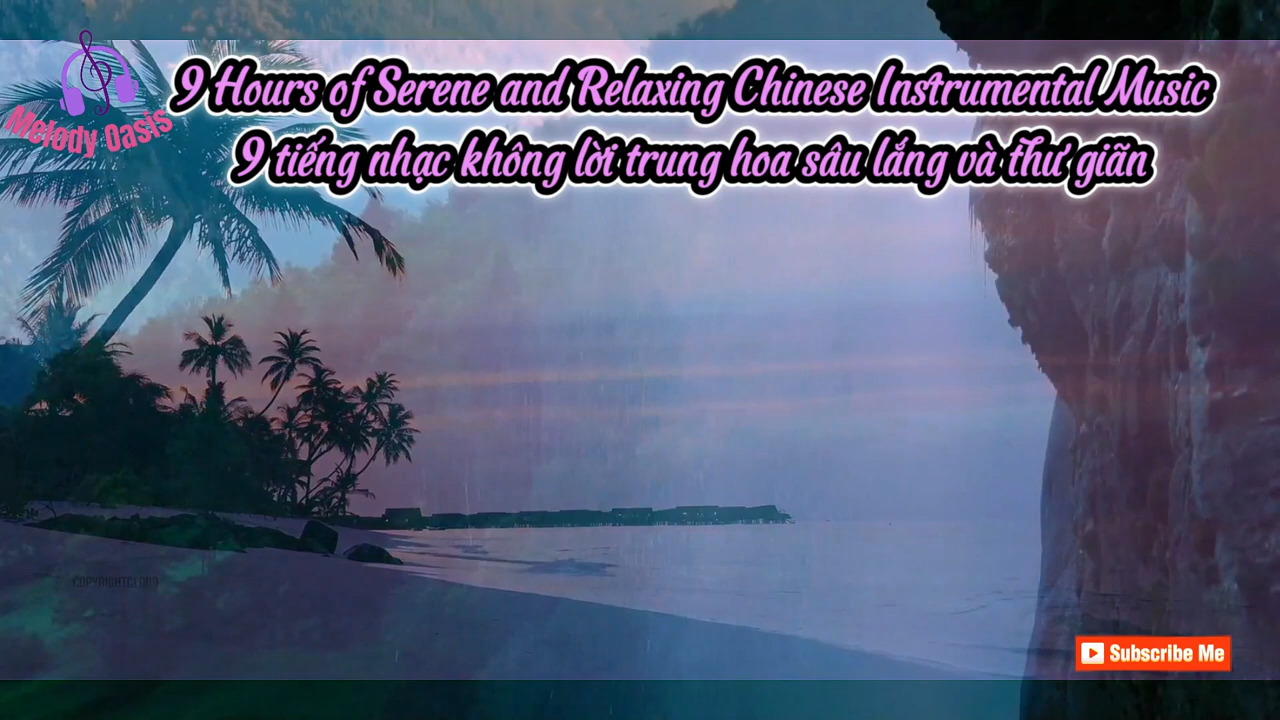 9 Hours of Serene and Relaxing Chinese Instrumental Music
9 tiếng nhạc không lời trung hoa sâu lắng và thư giãn
Melody Oasis
COPYRIGHTCLOUD
Subscribe Me